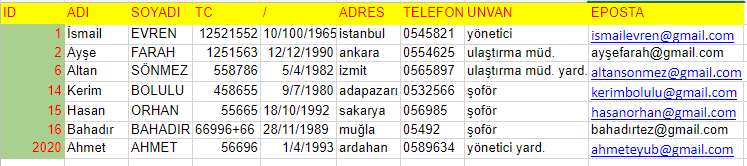 ID ADI SOYADI TC / ADRES TELEFON UNVAN EPOSTA
1 İsmail EVREN 12521552 10/100/1965 istanbul 0545821 yönetici ismailevren@gmail.com
2 Ayşe FARAH 1251563 12/12/1990 ankara 0554625 ulaştırma müd. ayşefarah@gmail.com
6 Altan SÖNMEZ 558786 5/4/1982 izmit 0565897 ulaştırma müd. yard. altansonmez@gmail.com
14 Kerim BOLULU 458655 9/7/1980 adapazarı 0532566 şoför kerimbolulu@gmail.com
15 Hasan ORHAN 55665 18/10/1992 sakarya 056985 şoför hasanorhan@gmail.com
16 Bahadır BAHADIR 66996+66 28/11/1989 muğla 05492 şoför bahadırtez@gmail.com
2020 Ahmet AHMET 56696 1/4/1993 ardahan 0589634 yönetici yard. ahmeteyub@gmail.com